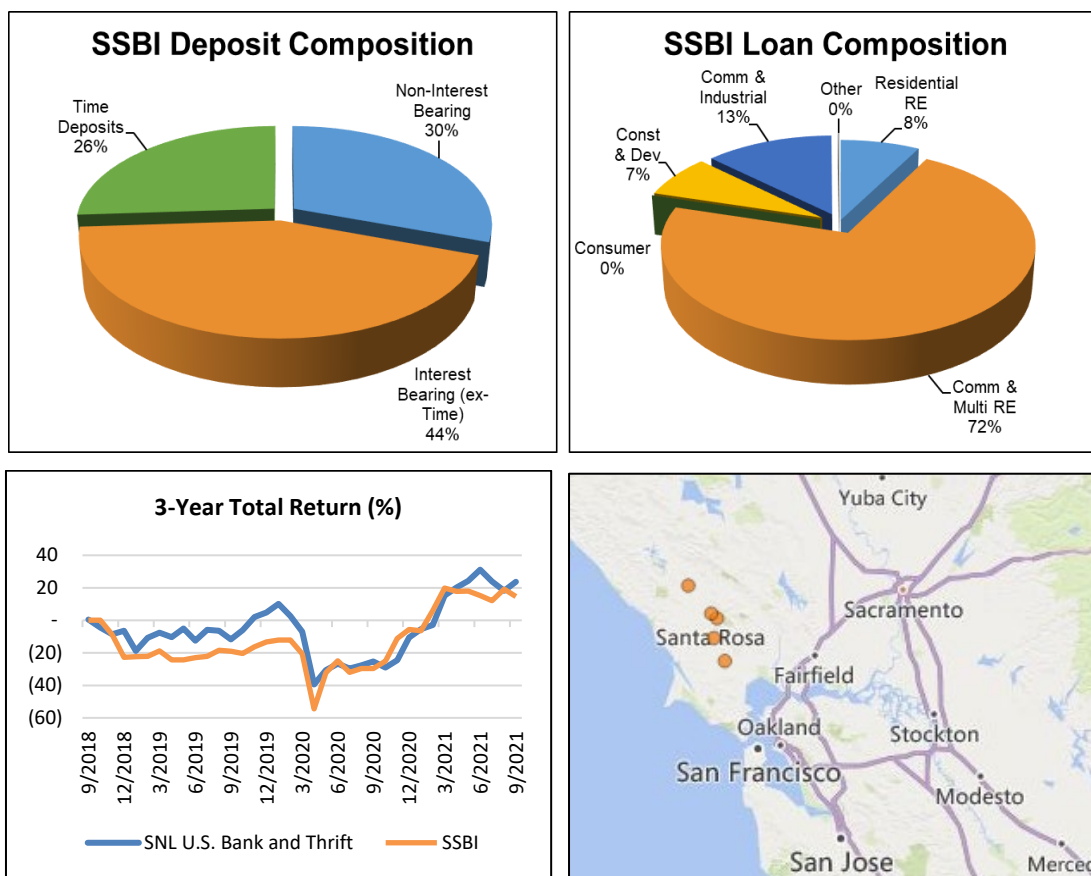 SSBI Deposit Composition
Time
Deposits
26%
Non-Interest
Bearing
30%
Interest
Bearing (ex-
Time)
44%
SSBI Loan Composition
Comm &
Industrial
13%
Other
0%
Residential
RE
8%
Const
& Dev
7%
Consumer
0%
Comm &
Multi RE
72%
3-Year Total Return (%)
40
20
-
(20)
(40)
(60)
9/2018
12/2018
3/2019
6/2019
9/2019
12/2019
3/2020
6/2020
9/2020
12/2020
3/2021
6/2021
9/2021
SNL U.S. Bank and Thrift
SSBI
Yuba City
Sacramento
Santa Rosa
Fairfield
Oakland
Stockton
San Francisco
Modesto
San Jose
Merced